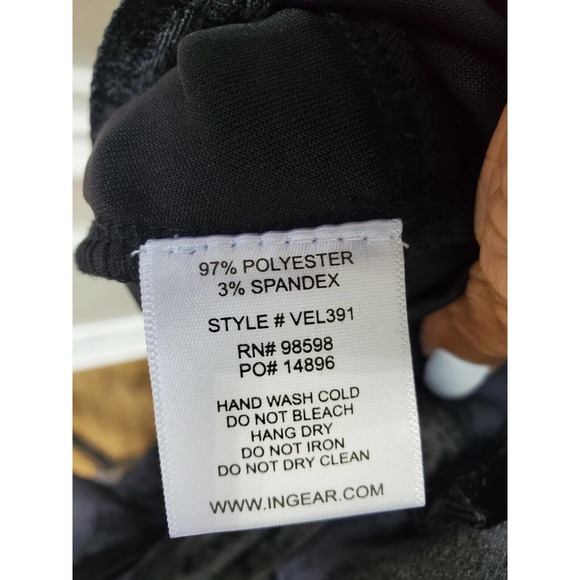 97% POLYESTER
3% SPANDEX
STYLE # VEL391
RN# 98598
PO# 14896
HAND WASH COLD
DO NOT BLEACH
HANG DRY
DO NOT IRON
DO NOT DRY CLEAN
WWW.INGEAR.COM